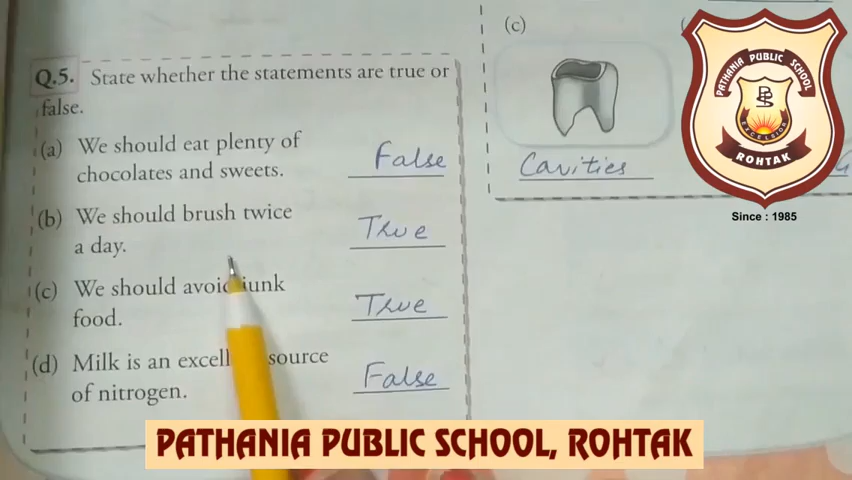 Q.5. State whether the statements are true or
false.
(a) We should eat plenty of
chocolates and sweets. False
(b) We should brush twice
a day. True
(c) We should avoid junk
food. True
(d) Milk is an source
of nitrogen. False
(c)
Cavities
PATHANIA PUBLIC SCHOOL
EXCELSIOR
ROHTAK
Since : 1985
PATHANIA PUBLIC SCHOOL, ROHTAK